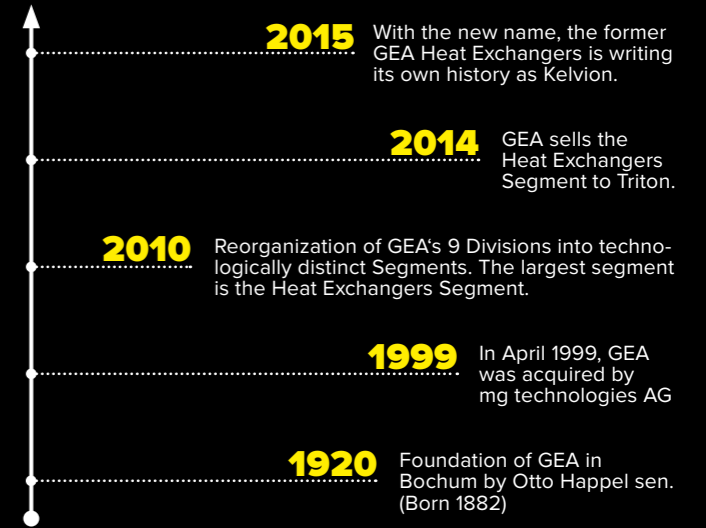 2015
With the new name, the former
GEA Heat Exchangers is writing
its own history as Kelvion.
2014
GEA sells the
Heat Exchangers
Segment to Triton.
2010
Reorganization of GEA‘s 9 Divisions into techno-
logically distinct Segments. The largest segment
is the Heat Exchangers Segment.
1999
In April 1999, GEA
was acquired by
mg technologies AG
1920
Foundation of GEA in
Bochum by Otto Happel sen.
(Born 1882)